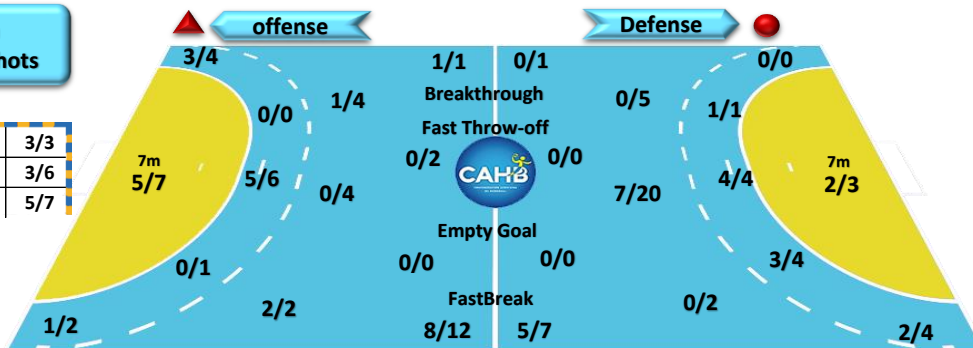 offense
Defense
hots
3/4
1/1
0/1
0/0
Breakthrough
0/0
1/4
0/5
1/1
Fast Throw-off
3/3
3/6
5/7
7m
5/7
5/6
0/4
0/2
CAHB
0/0
7/20
4/4
7m
2/3
Empty Goal
0/1
0/0
0/0
3/4
2/2
FastBreak
0/2
1/2
8/12
5/7
2/4